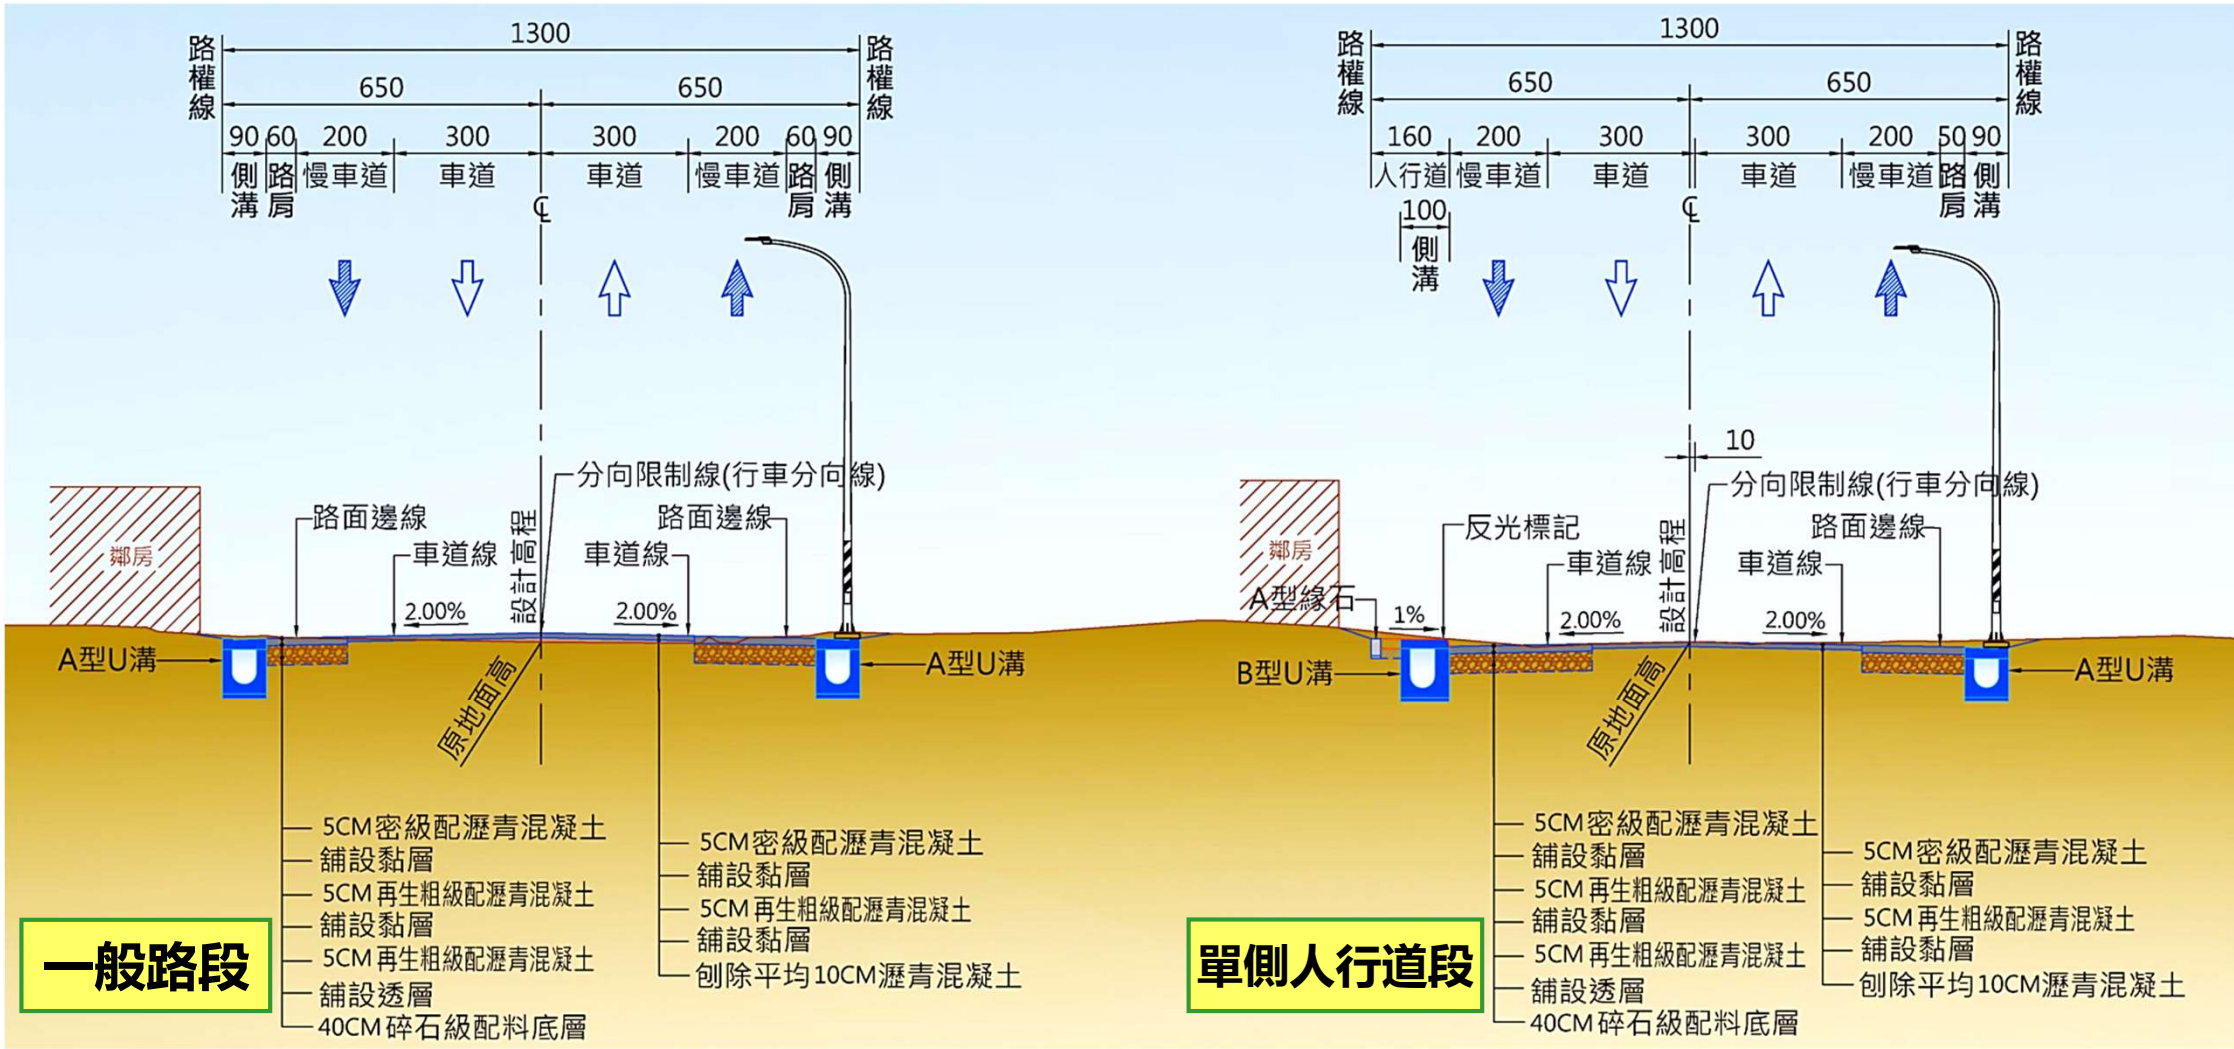 1300
路權線
路權線
650
650
90
60
200
300
300
200
60
90
側溝
路肩
慢車道
車道
車道
慢車道
路肩
側溝
℄
分向限制線(行車分向線)
路面邊線
車道線
設計高程
車道線
路面邊線
鄰房
2.00%
2.00%
A型U溝
A型U溝
原地面高
5CM密級配瀝青混凝土
舖設黏層
5CM再生粗級配瀝青混凝土
舖設黏層
5CM再生粗級配瀝青混凝土
舖設透層
40CM碎石級配料底層
5CM密級配瀝青混凝土
舖設黏層
5CM再生粗級配瀝青混凝土
舖設黏層
刨除平均10CM瀝青混凝土
一般路段
1300
路權線
路權線
650
650
160
200
300
300
200
50
90
人行道
慢車道
車道
車道
慢車道
路肩
側溝
100
側溝
℄
10
分向限制線(行車分向線)
反光標記
車道線
設計高程
車道線
路面邊線
鄰房
A型緣石
1%
2.00%
2.00%
B型U溝
A型U溝
原地面高
5CM密級配瀝青混凝土
舖設黏層
5CM再生粗級配瀝青混凝土
舖設黏層
5CM再生粗級配瀝青混凝土
舖設透層
40CM碎石級配料底層
5CM密級配瀝青混凝土
舖設黏層
5CM再生粗級配瀝青混凝土
舖設黏層
刨除平均10CM瀝青混凝土
單側人行道段